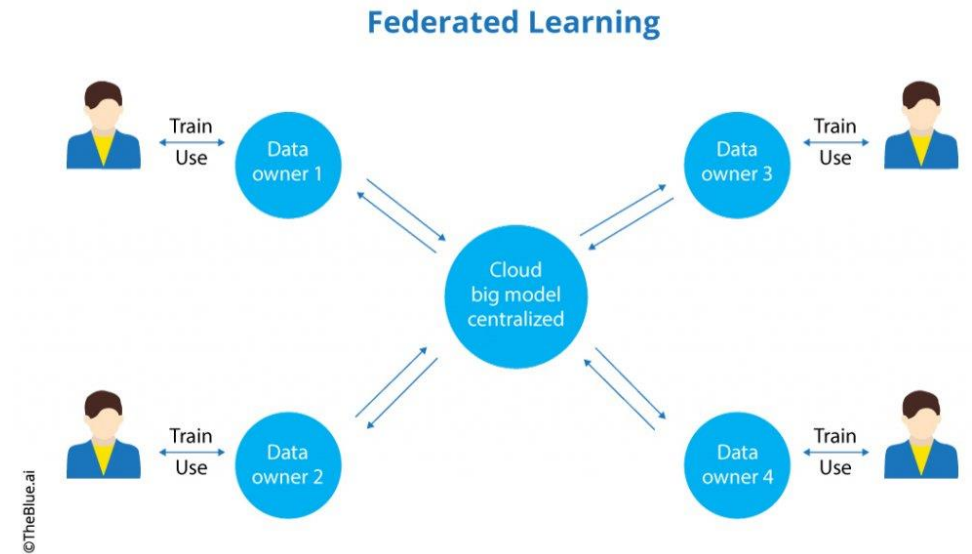 Federated Learning
Train
Use
Data
owner 1
Data
owner 3
Train
Use
Cloud
big model
centralized
Train
Use
Data
owner 2
Data
owner 4
Train
Use
©TheBlue.ai